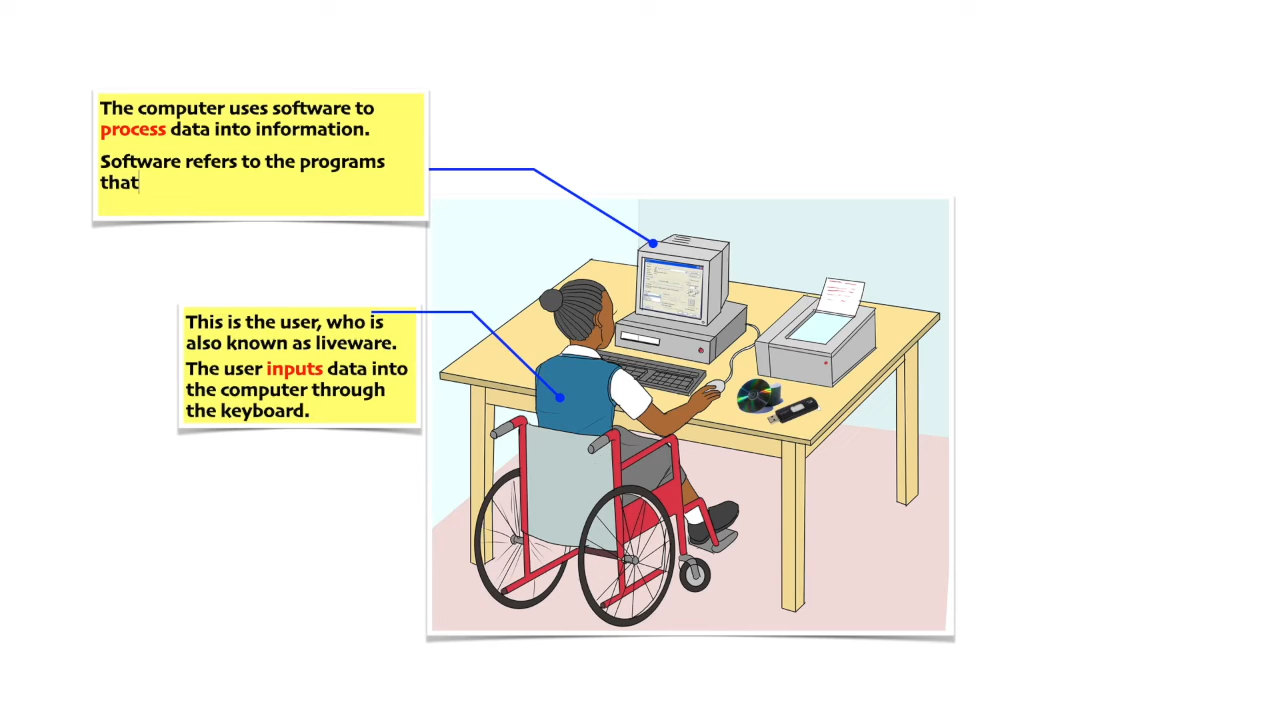 The computer uses software to
process data into information.
Software refers to the programs
that
This is the user, who is
also known as liveware.
The user inputs data into
the computer through
the keyboard.